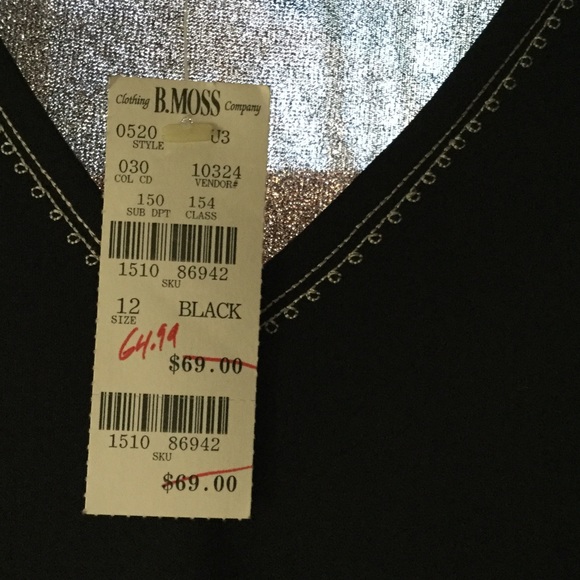 Clothing B.MOSS Company
0520 U3
STYLE
030 10324
COL CD VENDOR#
150 154
SUB DPT CLASS
1510 86942
SKU
12 BLACK
SIZE
64.99
$69.00
1510 86942
SKU
$69.00